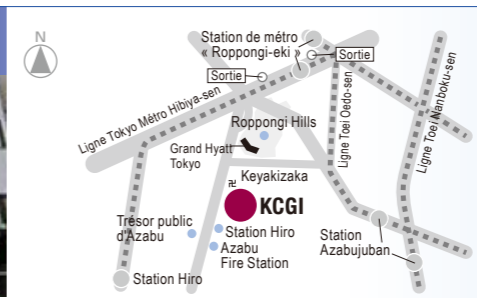 N
Station de métro
« Roppongi-eki »
Sortie
Sortie
Ligne Tokyo Métro Hibiya-sen
Roppongi Hills
Grand Hyatt
Tokyo
Ligne Toei Oedo-sen
Ligne Toei Nanboku-sen
卍
Keyakizaka
KCGI
Trésor public
d'Azabu
Station Hiro
Azabu
Fire Station
Station
Azabujuban
Station Hiro